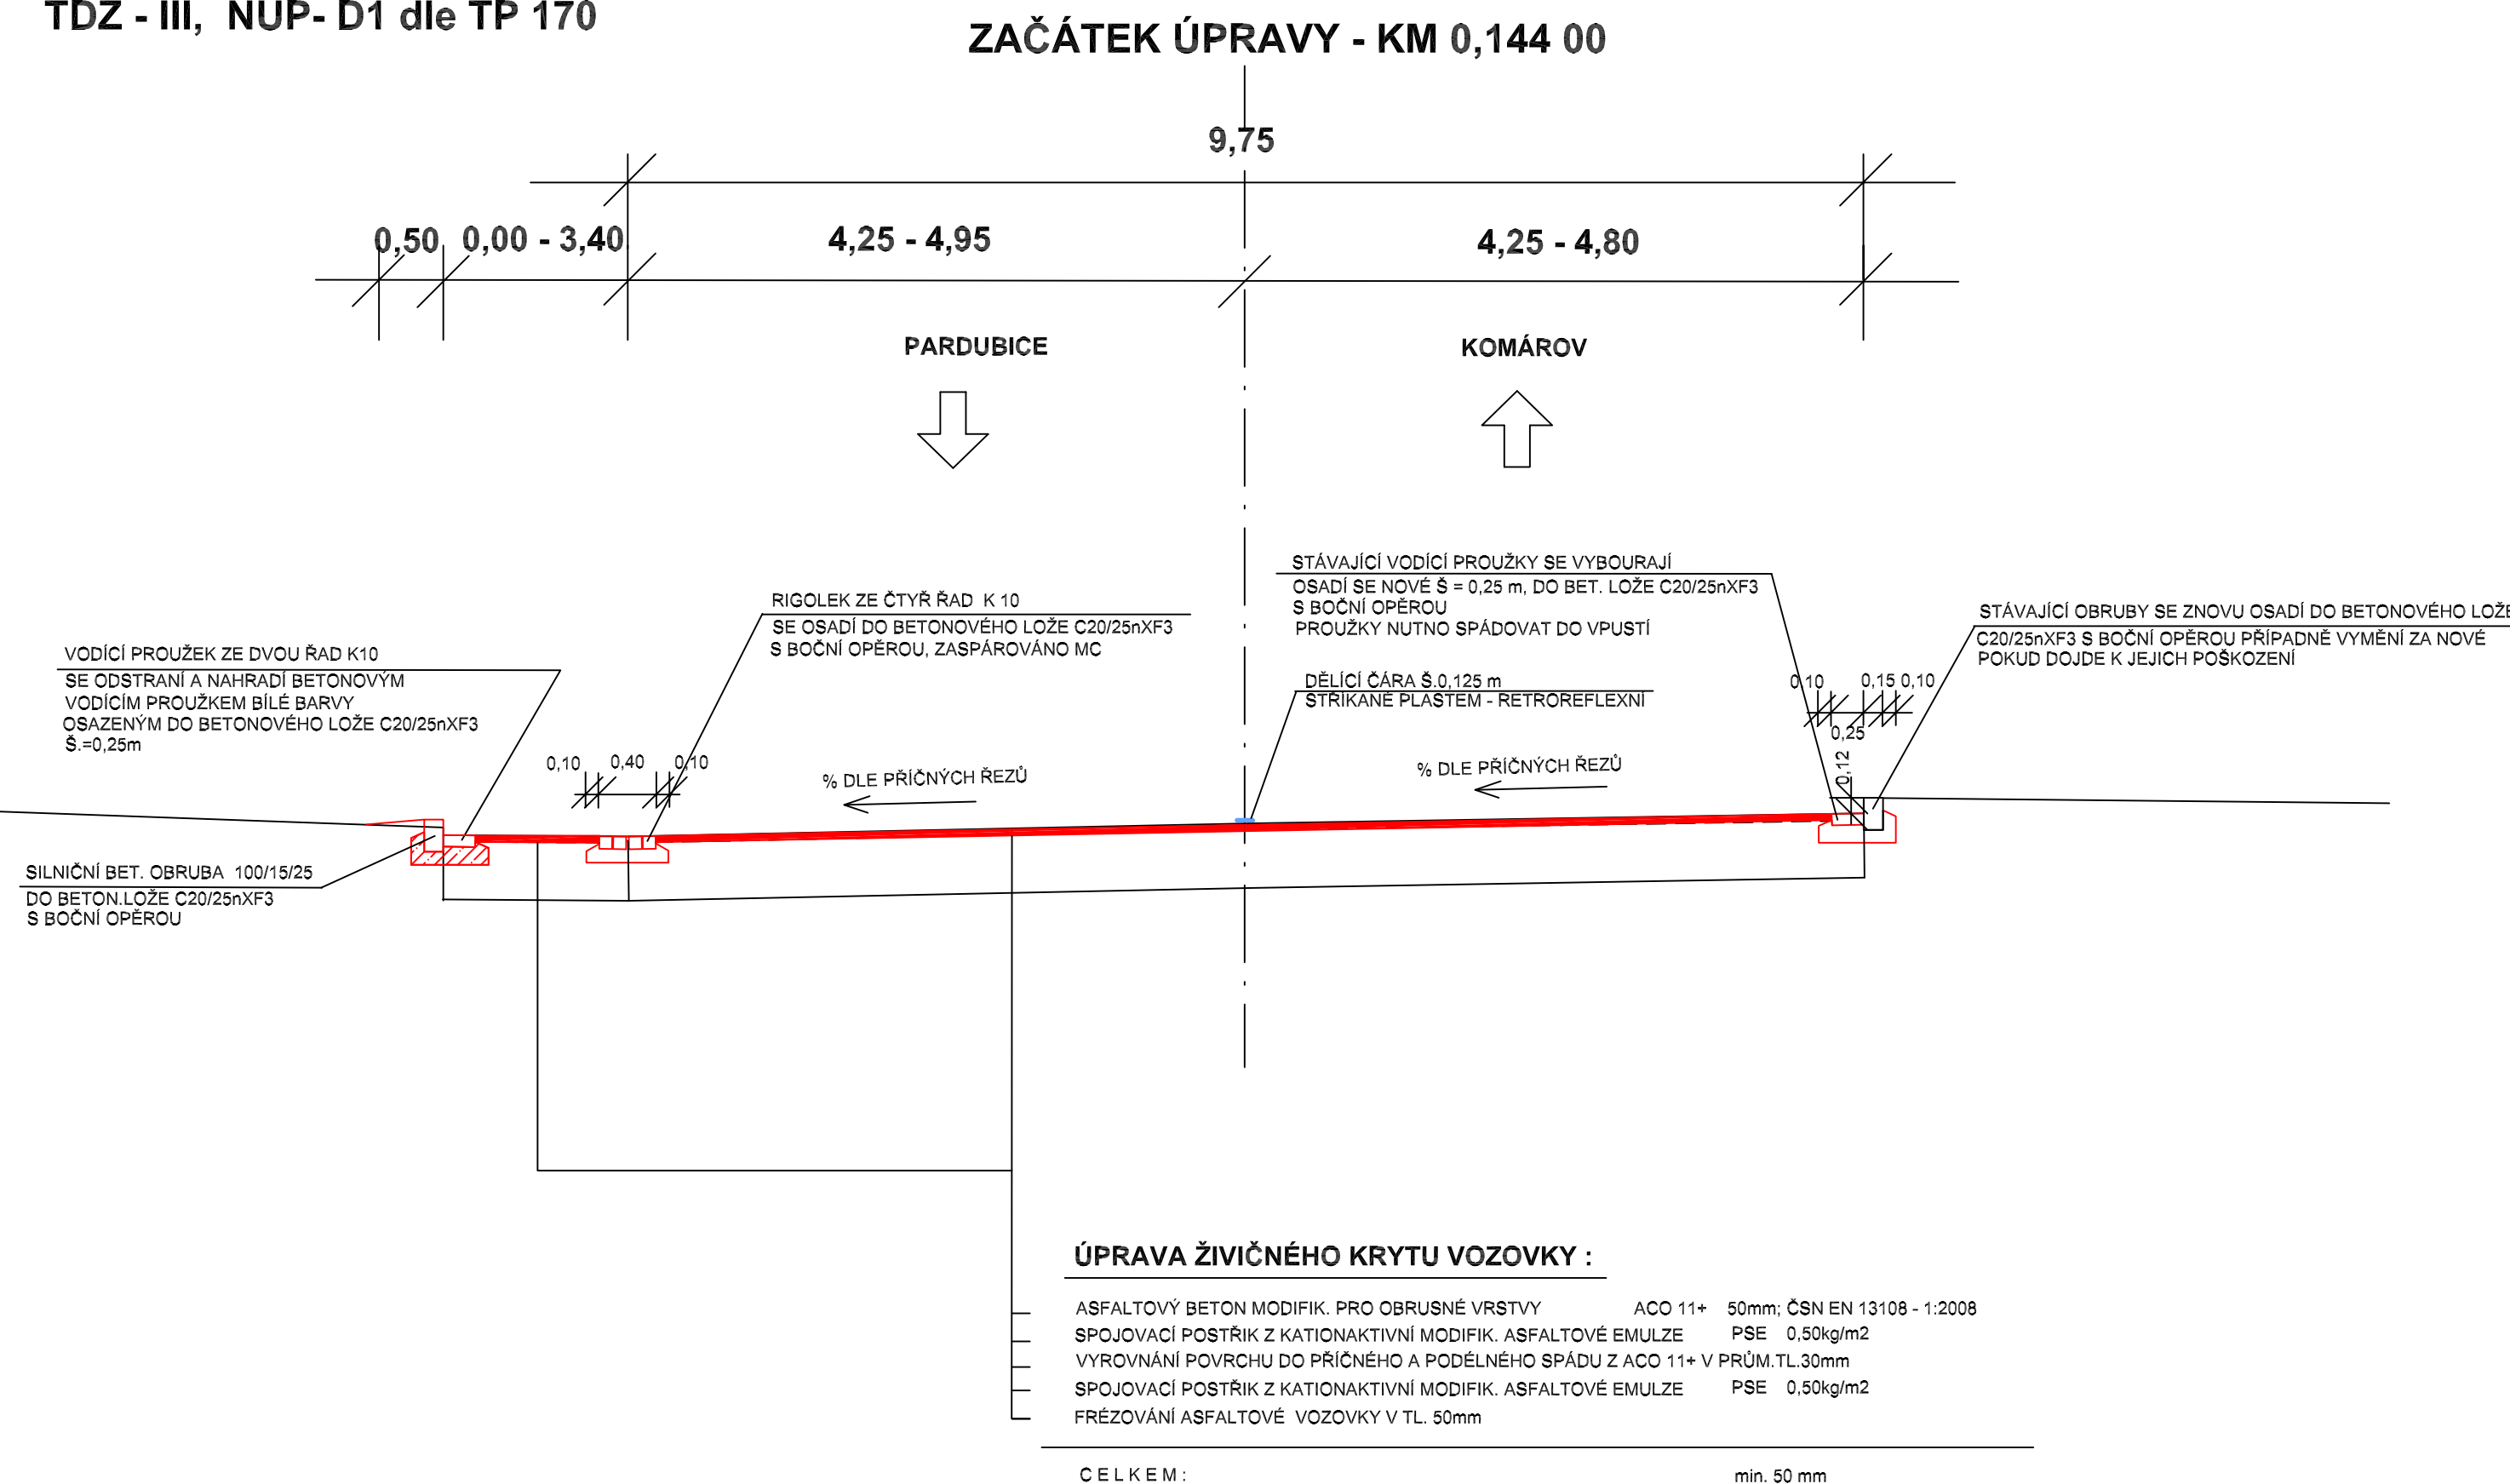 TDZ - III, NÚP- D1 dle TP 170
ZAČÁTEK ÚPRAVY - KM 0,144 00
9,75
0,50
0,00 - 3,40
4,25 - 4,95
4,25 - 4,80
PARDUBICE
KOMÁROV
STÁVAJÍCÍ VODÍCÍ PROUŽKY SE VYBOURAJÍ
OSADÍ SE NOVÉ Š = 0,25 m, DO BET. LOŽE C20/25nXF3
S BOČNÍ OPĚROU
PROUŽKY NUTNO SPÁDOVAT DO VPUSTÍ
RIGOLEK ZE ČTYŘ ŘAD K 10
SE OSADÍ DO BETONOVÉHO LOŽE C20/25nXF3
S BOČNÍ OPĚROU, ZASPÁROVÁNO MC
STÁVAJÍCÍ OBRUBY SE ZNOVU OSADÍ DO BETONOVÉHO LOŽE
C20/25nXF3 S BOČNÍ OPĚROU PŘÍPADNĚ VYMĚNÍ ZA NOVÉ
POKUD DOJDE K JEJICH POŠKOZENÍ
VODÍCÍ PROUŽEK ZE DVOU ŘAD K10
SE ODSTRANÍ A NAHRADÍ BETONOVÝM
VODÍCÍM PROUŽKEM BÍLÉ BARVY
OSAZENÝM DO BETONOVÉHO LOŽE C20/25nXF3
Š.=0,25m
DĚLÍCÍ ČÁRA Š.0,125 m
STŘÍKANÉ PLASTEM - RETROREFLEXNÍ
0,10
0,15
0,10
0,25
0,12
0,10
0,40
0,10
% DLE PŘÍČNÝCH ŘEZŮ
% DLE PŘÍČNÝCH ŘEZŮ
SILNIČNÍ BET. OBRUBA 100/15/25
DO BETON.LOŽE C20/25nXF3
S BOČNÍ OPĚROU
ÚPRAVA ŽIVIČNÉHO KRYTU VOZOVKY :
ASFALTOVÝ BETON MODIFIK. PRO OBRUSNÉ VRSTVY ACO 11+ 50mm; ČSN EN 13108 - 1:2008
SPOJOVACÍ POSTŘIK Z KATIONAKTIVNÍ MODIFIK. ASFALTOVÉ EMULZE PSE 0,50kg/m2
VYROVNÁNÍ POVRCHU DO PŘÍČNÉHO A PODÉLNÉHO SPÁDU Z ACO 11+ V PRŮM.TL.30mm
SPOJOVACÍ POSTŘIK Z KATIONAKTIVNÍ MODIFIK. ASFALTOVÉ EMULZE PSE 0,50kg/m2
FRÉZOVÁNÍ ASFALTOVÉ VOZOVKY V TL. 50mm
C E L K E M : min. 50 mm